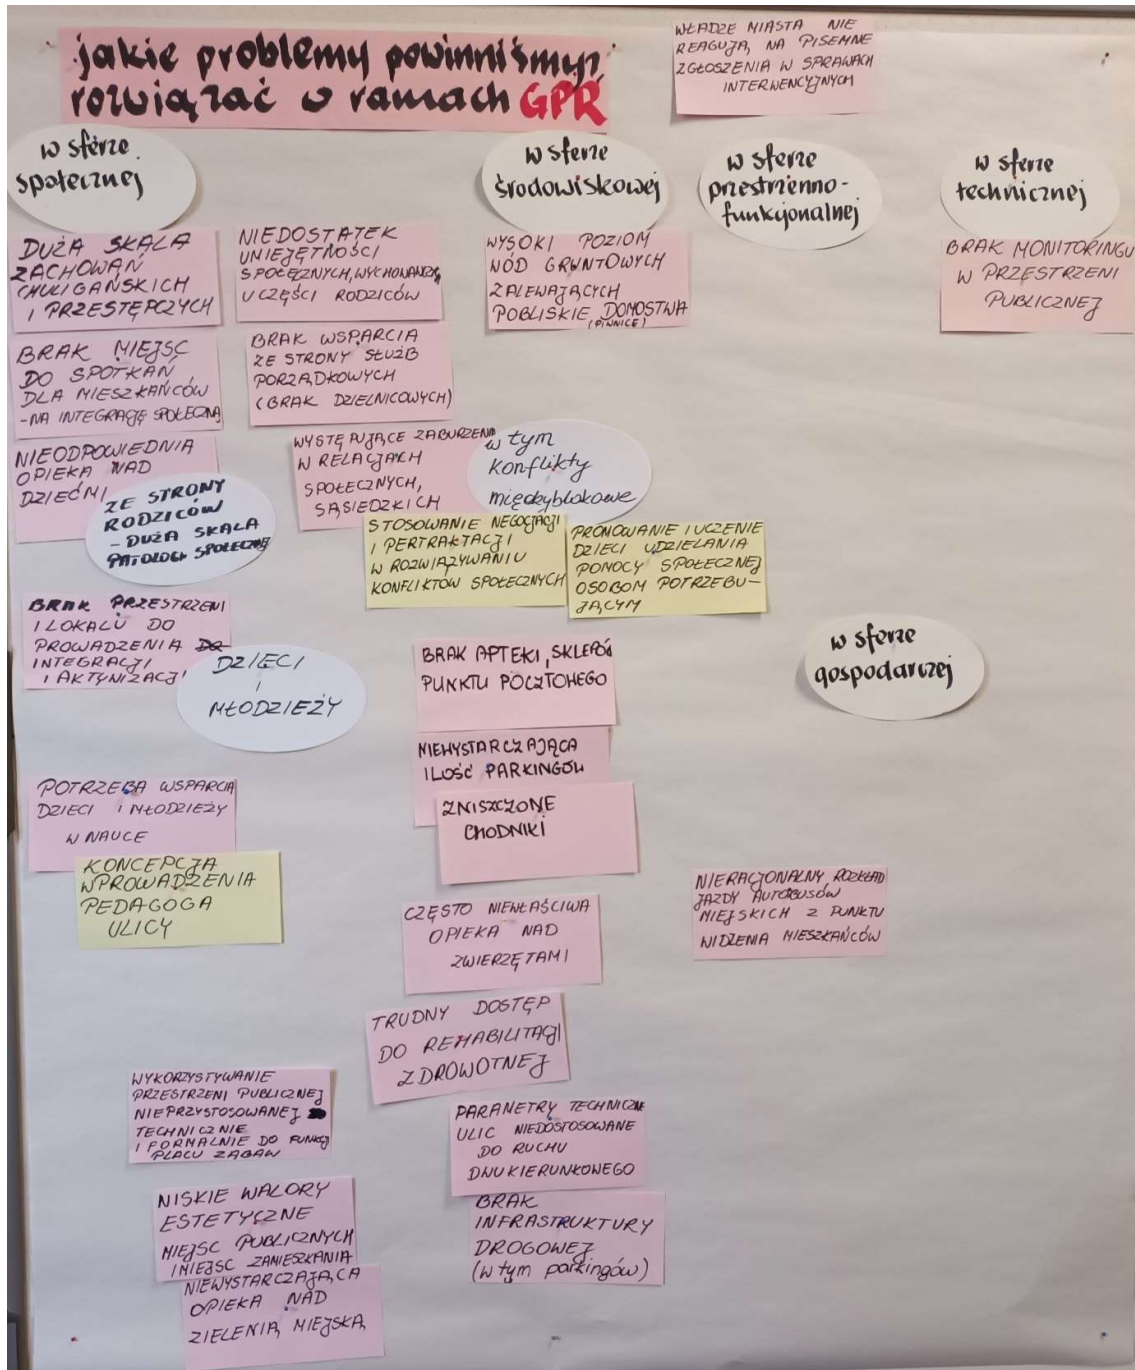 jakie problemy powinniśmy
rozwiązać w ramach GPR?
WŁADZE MIASTA NIE
REAGUJĄ NA PISEMNE
ZGŁOSZENIA W SPRAWACH
INTERWENCYJNYCH
w sferze
społecznej
w sferze
środowiskowej
w sferze
przestrzenno-
funkcjonalnej
w sferze
technicznej
DUŻA SKALA
ZACHOWAŃ
CHULIGAŃSKICH
I PRZESTĘPCZYCH
NIEDOSTATEK
UMIEJĘTNOŚCI
SPOŁECZNYCH, WYCHOWAWCZYCH
U CZĘŚCI RODZICÓW
WYSOKI POZIOM
WÓD GRUNTOWYCH
ZALEWAJĄCYCH
POBLISKIE DOMOSTWA
(PIWNICE)
BRAK MONITORINGU
W PRZESTRZENI
PUBLICZNEJ
BRAK MIEJSC
DO SPOTKAŃ
DLA MIESZKAŃCÓW
-NA INTEGRACJĘ SPOŁECZNĄ
BRAK WSPARCIA
ZE STRONY SŁUŻB
PORZĄDKOWYCH
(BRAK DZIELNICOWYCH)
NIEODPOWIEDNIA
OPIEKA NAD
DZIEĆMI
ZE STRONY
RODZICÓW
- DUŻA SKALA
PATOLOGII SPOŁECZNEJ
WYSTĘPUJĄCE ZABURZENIA
W RELACJACH
SPOŁECZNYCH,
SĄSIEDZKICH
w tym
konflikty
międzyblokowe
STOSOWANIE NEGOCJACJI
I PERTRAKTACJI
W ROZWIĄZYWANIU
KONFLIKTÓW SPOŁECZNYCH
PROMOWANIE I UCZENIE
DZIECI UDZIELANIA
POMOCY SPOŁECZNEJ
OSOBOM POTRZEBU-
JĄCYM
BRAK PRZESTRZENI
I LOKALU DO
PROWADZENIA DO
INTEGRACJI
I AKTYWIZACJI
DZIECI
I
MŁODZIEŻY
BRAK APTEKI, SKLEPÓW
PUNKTU POCZTOWEGO
w sferze
gospodarczej
NIEWYSTARCZAJĄCA
ILOŚĆ PARKINGÓW
ZNISZCZONE
CHODNIKI
POTRZEBA WSPARCIA
DZIECI I MŁODZIEŻY
W NAUCE
KONCEPCJA
WPROWADZENIA
PEDAGOGA
ULICY
CZĘSTO NIEWŁAŚCIWA
OPIEKA NAD
ZWIERZĘTAMI
NIERACJONALNY ROZKŁAD
JAZDY AUTOBUSÓW
MIEJSKICH Z PUNKTU
WIDZENIA MIESZKAŃCÓW
TRUDNY DOSTĘP
DO REHABILITACJI
ZDROWOTNEJ
WYKORZYSTYWANIE
PRZESTRZENI PUBLICZNEJ
NIEPRZYSTOSOWANEJ
TECHNICZNIE
I FORMALNIE DO FUNKCJI
PLACU ZABAW
PARAMETRY TECHNICZNE
ULIC NIEDOSTOSOWANE
DO RUCHU
DWUKIERUNKOWEGO
NISKIE WALORY
ESTETYCZNE
MIEJSC PUBLICZNYCH
I MIEJSC ZAMIESZKANIA
BRAK
INFRASTRUKTURY
DROGOWEJ
(w tym parkingów)
NIEWYSTARCZAJĄCA
OPIEKA NAD
ZIELENIĄ MIEJSKĄ